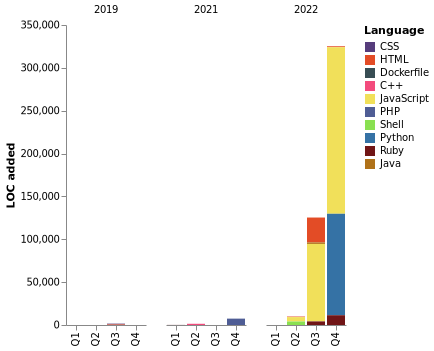 2019 2021 2022
350,000
300,000
250,000
200,000
150,000
100,000
50,000
0
LOC added
Q1 Q2 Q3 Q4 Q1 Q2 Q3 Q4 Q1 Q2 Q3 Q4
Language
CSS
HTML
Dockerfile
C++
JavaScript
PHP
Shell
Python
Ruby
Java